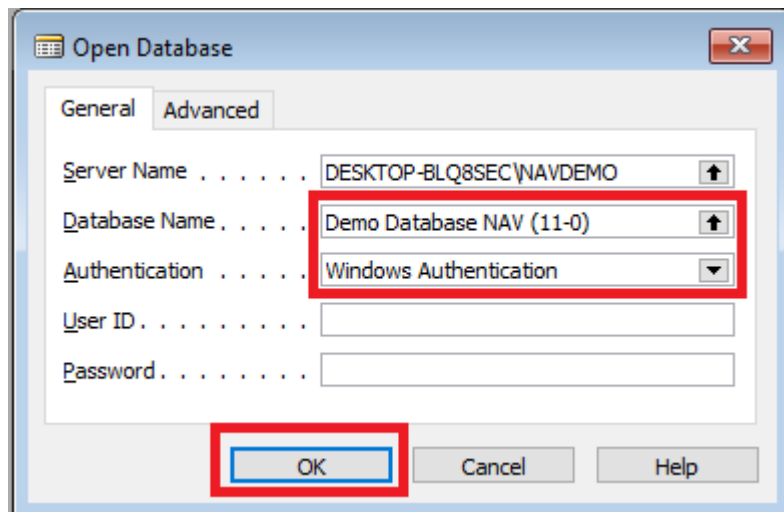 Open Database
General Advanced
Server Name . . . . . . DESKTOP-BLQ8SEC\NAVDEMO
Database Name . . . . . Demo Database NAV (11-0)
Authentication . . . . . Windows Authentication
User ID . . . . . . . . .
Password . . . . . . . .
OK Cancel Help